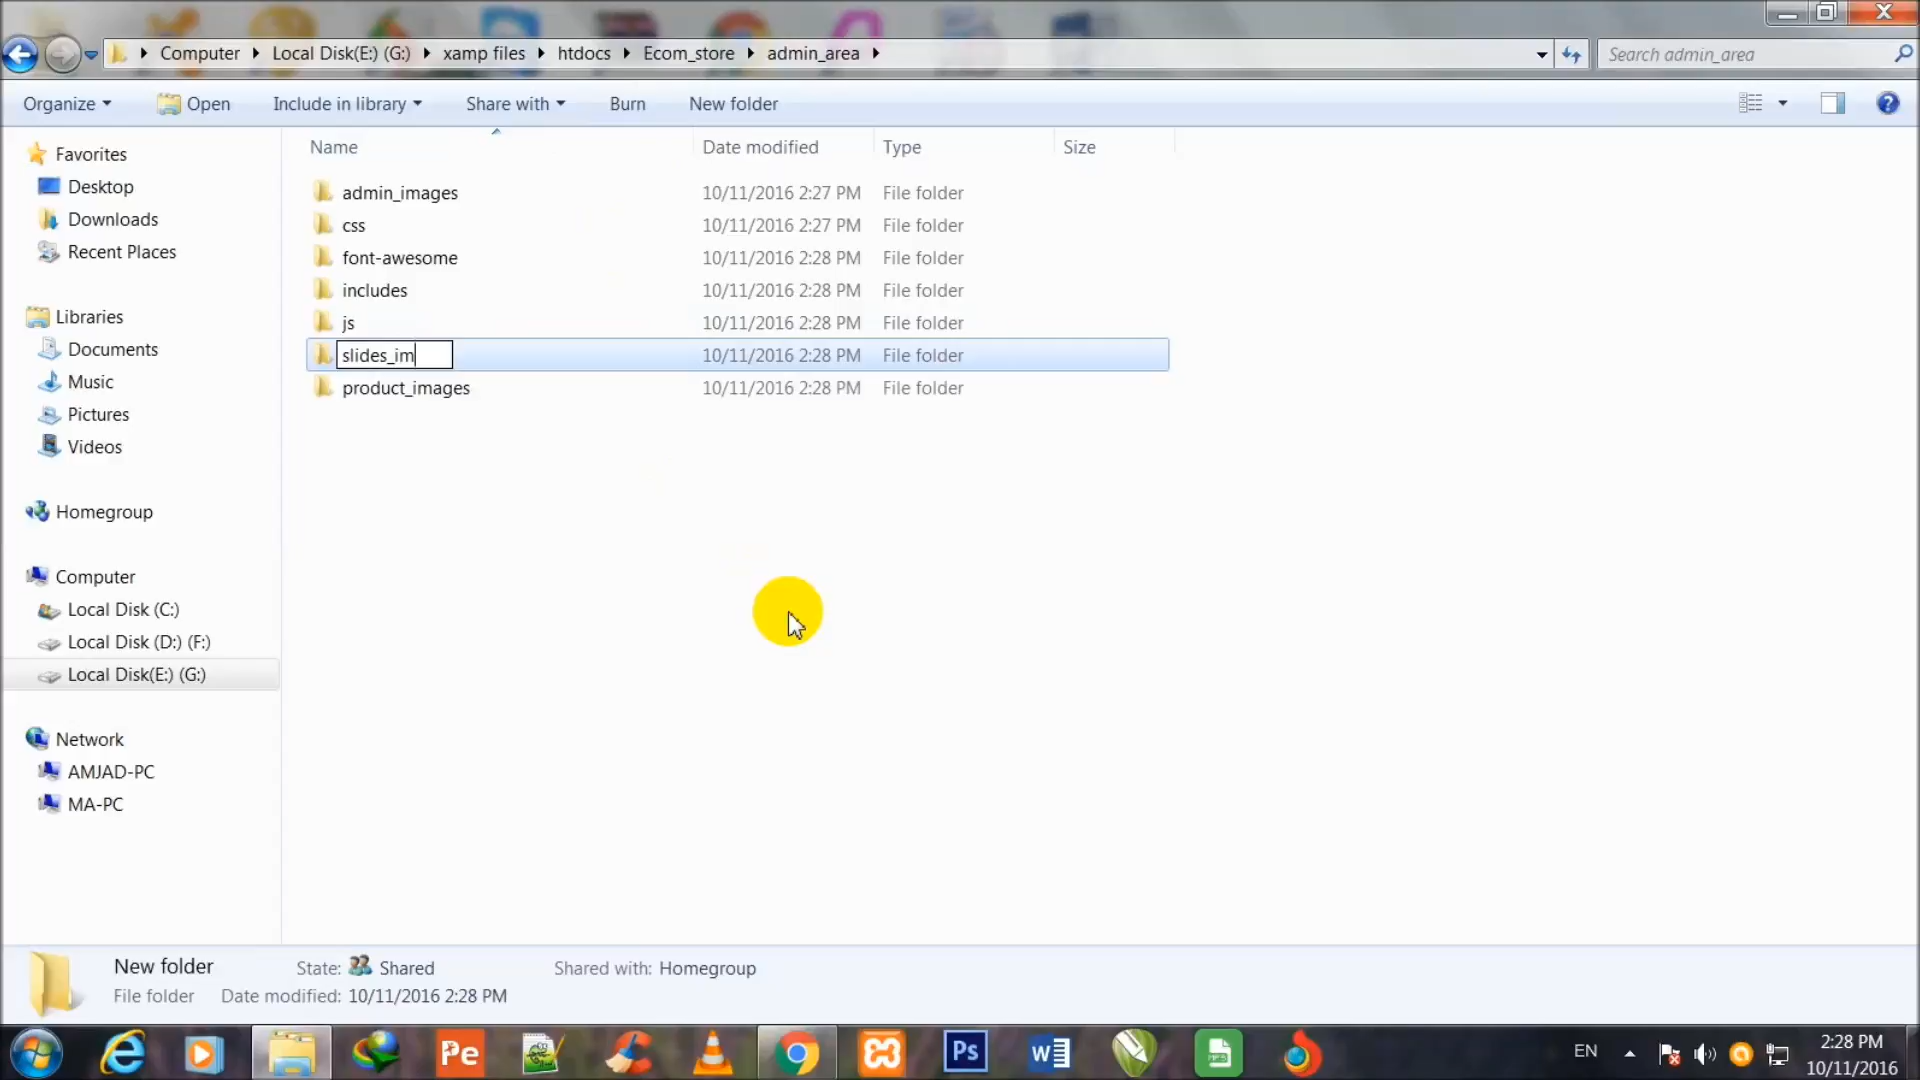 Computer Local Disk(E:) (G:) xamp files htdocs Ecom_store admin_area Search admin_area
Organize Open Include in library Share with Burn New folder
Name Date modified Type Size
Favorites
Desktop
Downloads
Recent Places
Libraries
Documents
Music
Pictures
Videos
Homegroup
Computer
Local Disk (C:)
Local Disk (D:) (F:)
Local Disk(E:) (G:)
Network
AMJAD-PC
MA-PC
admin_images 10/11/2016 2:27 PM File folder
css 10/11/2016 2:27 PM File folder
font-awesome 10/11/2016 2:28 PM File folder
includes 10/11/2016 2:28 PM File folder
js 10/11/2016 2:28 PM File folder
slides_im 10/11/2016 2:28 PM File folder
product_images 10/11/2016 2:28 PM File folder
New folder State: Shared Shared with: Homegroup
File folder Date modified: 10/11/2016 2:28 PM
Pe Ps W EN 2:28 PM
10/11/2016